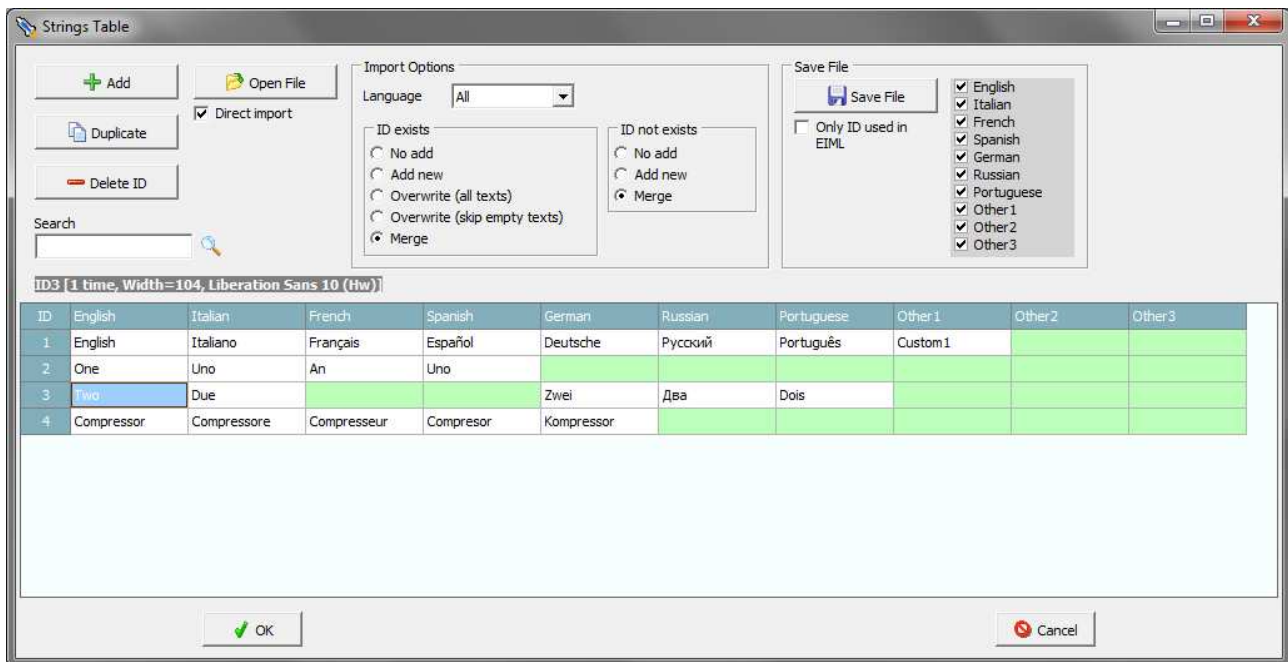 Strings Table
Add
Open File
Direct import
Duplicate
Delete ID
Search
Import Options
Language All
ID exists
No add
Add new
Overwrite (all texts)
Overwrite (skip empty texts)
Merge
ID not exists
No add
Add new
Merge
Save File
Save File
Only ID used in
EIML
English
Italian
French
Spanish
German
Russian
Portuguese
Other1
Other2
Other3
ID3 [1 time, Width=104, Liberation Sans 10 (Hw)]
ID English Italian French Spanish German Russian Portuguese Other1 Other2 Other3
1 English Italiano Français Español Deutsche Русский Português Custom1
2 One Uno An Uno
3 Two Due Zwei Два Dois
4 Compressor Compressore Compresseur Compresor Kompressor
OK
Cancel